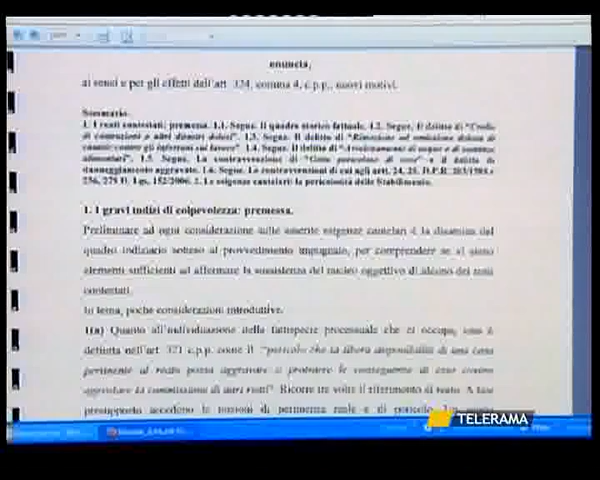 enuncia,
ai sensi e per gli effetti dell'art. 324, comma 4, c.p.p., nuovi motivi.
Sommario.
1. I reati contestati: premessa. 1.1. Segue. Il quadro storico fattuale. 1.2. Segue. Il delitto di "Crollo
di costruzioni o altri disastri dolosi". 1.3. Segue. Il delitto di "Rimozione od omissione dolosa di
cautele contro gli infortuni sul lavoro" 1.4. Segue. Il delitto di "Avvelenamento di acque o di sostanze
alimentari". 1.5. Segue. La contravvenzione di "Getto pericoloso di cose" e il delitto di
danneggiamento aggravato. 1.6. Segue. Le contravvenzioni di cui agli artt. 24, 25, D.P.R. 203/1988 e
256, 279 D. Lgs. 152/2006. 2. Le esigenze cautelari: la pericolosità dello Stabilimento.
1. I gravi indizi di colpevolezza: premessa.
Preliminare ad ogni considerazione sulle asserite esigenze cautelari è la disamina del
quadro indiziario sotteso al provvedimento impugnato, per comprendere se vi siano
elementi sufficienti ad affermare la sussistenza del nucleo oggettivo di alcuno dei reati
contestati.
In tema, poche considerazioni introduttive.
1(a) Quanto all'individuazione della fattispecie processuale che ci occupa, essa è
definita nell'art. 321 c.p.p. come il "pericolo che la libera disponibilità di una cosa
pertinente al reato possa aggravare o protrarre le conseguenze di esso ovvero
agevolare la commissione di altri reati". Ricorre tre volte il riferimento al reato. A tale
presupposto accedono le nozioni di pertinenza reale e di pericolo.
TELERAMA